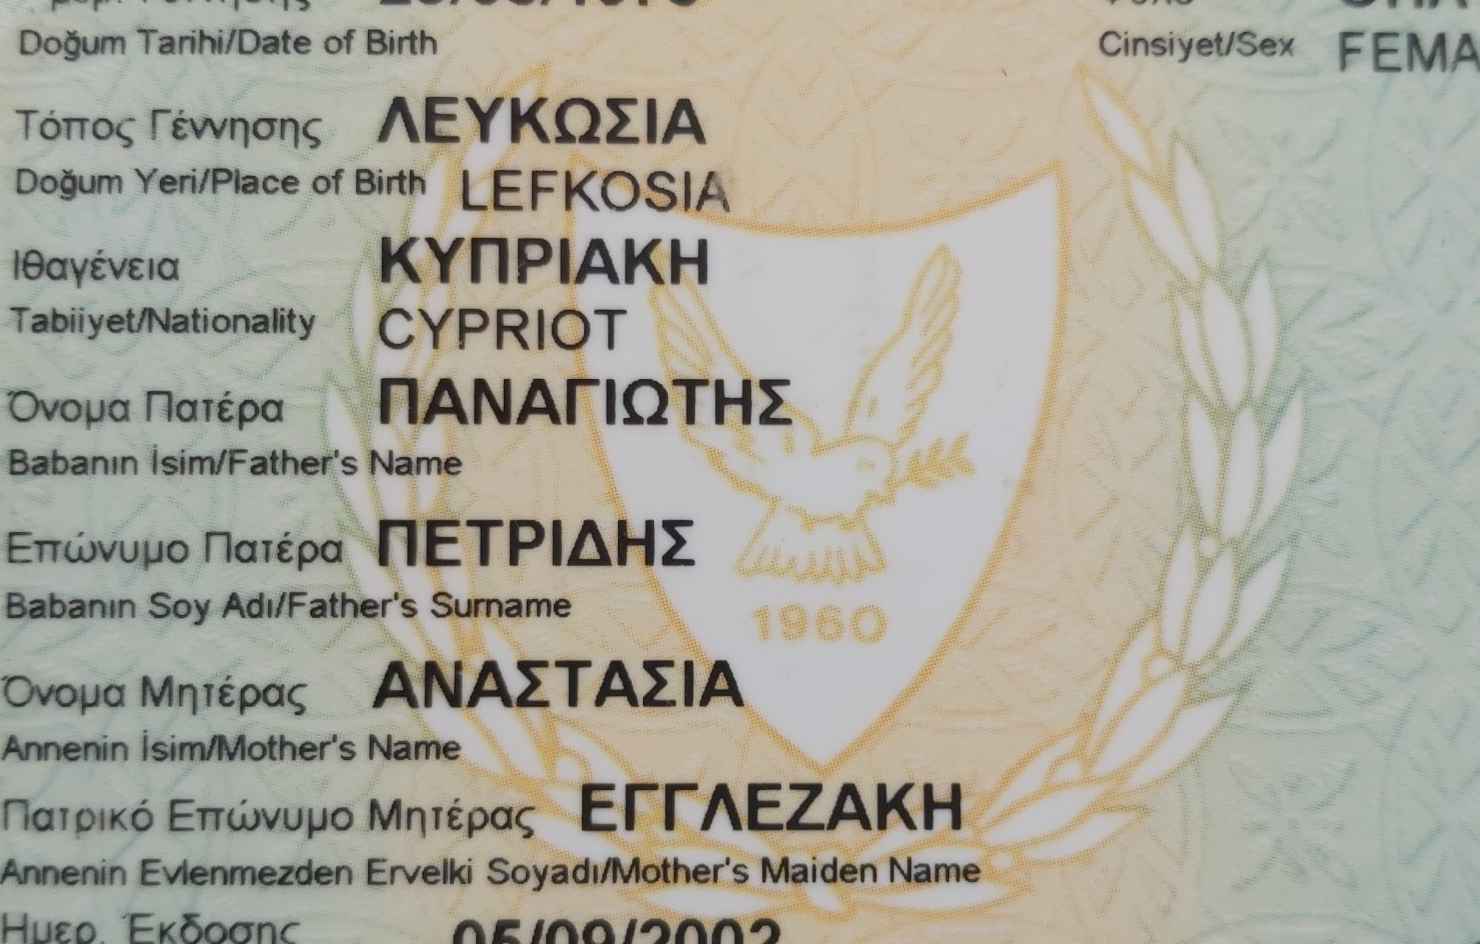 Doğum Tarihi/Date of Birth
Cinsiyet/Sex FEMA
Τόπος Γέννησης ΛΕΥΚΩΣΙΑ
Doğum Yeri/Place of Birth LEFKOSIA
Ιθαγένεια ΚΥΠΡΙΑΚΗ
Tabiiyet/Nationality CYPRIOT
Όνομα Πατέρα ΠΑΝΑΓΙΩΤΗΣ
Babanın İsim/Father's Name
Επώνυμο Πατέρα ΠΕΤΡΙΔΗΣ
Babanın Soy Adı/Father's Surname
1960
Όνομα Μητέρας ΑΝΑΣΤΑΣΙΑ
Annenin İsim/Mother's Name
Πατρικό Επώνυμο Μητέρας ΕΓΓΛΕΖΑΚΗ
Annenin Evlenmezden Ervelki Soyadı/Mother's Maiden Name
Ημερ. Έκδοσης 05/09/2002